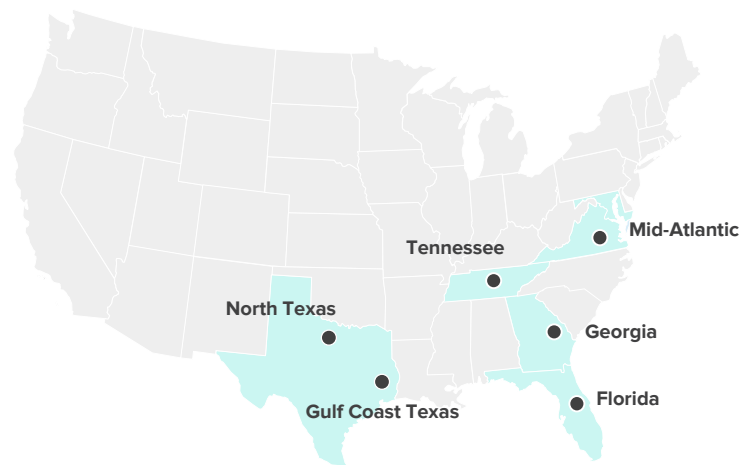 Mid-Atlantic
Tennessee
North Texas
Georgia
Florida
Gulf Coast Texas